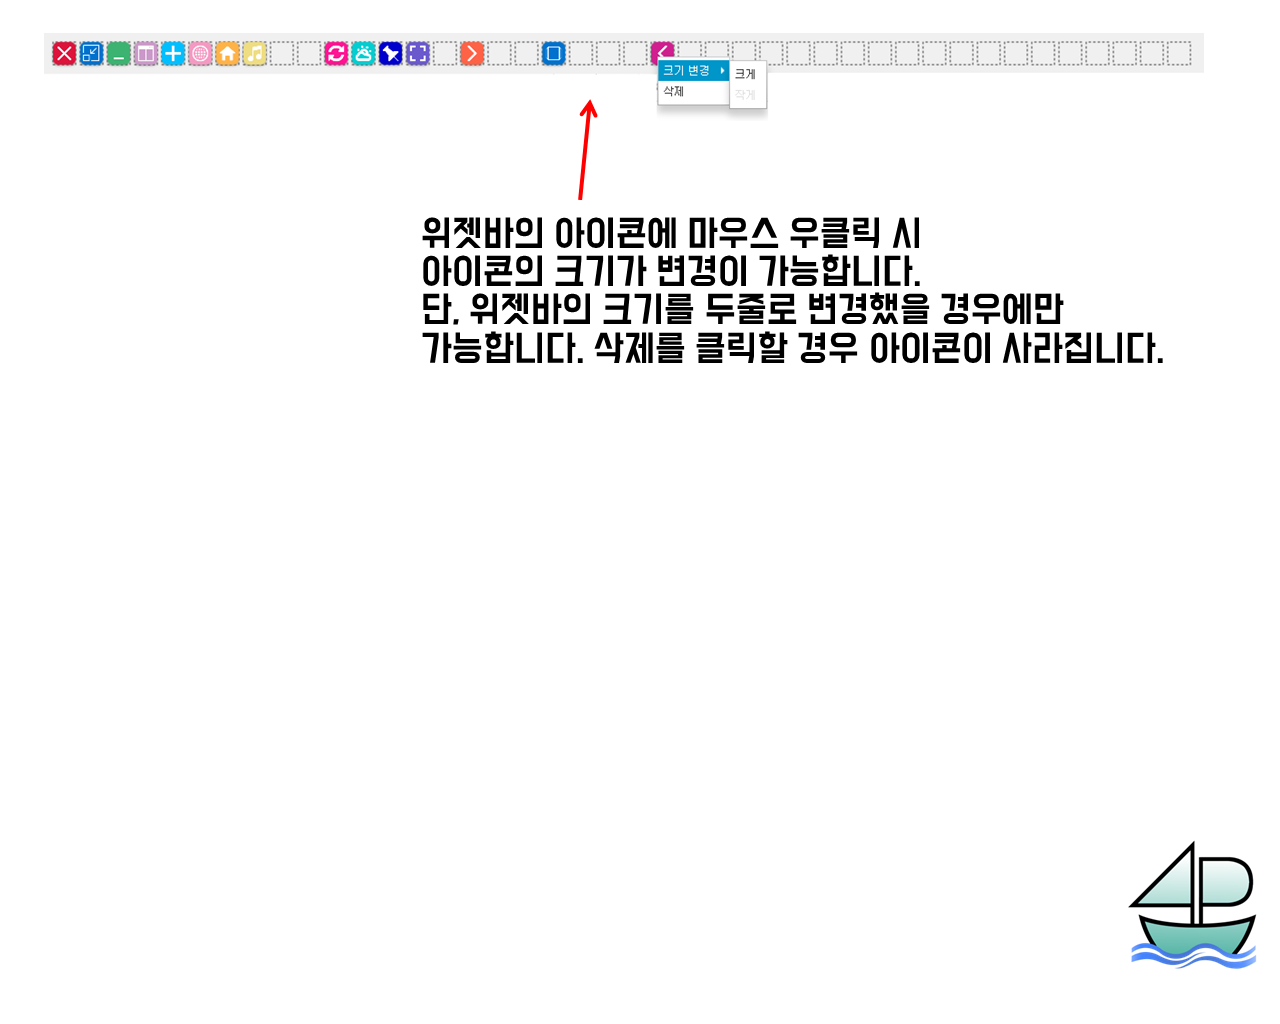 크기 변경
크게
삭제
작게
위젯바의 아이콘에 마우스 우클릭 시
아이콘의 크기가 변경이 가능합니다.
단, 위젯바의 크기를 두줄로 변경했을 경우에만
가능합니다. 삭제를 클릭할 경우 아이콘이 사라집니다.